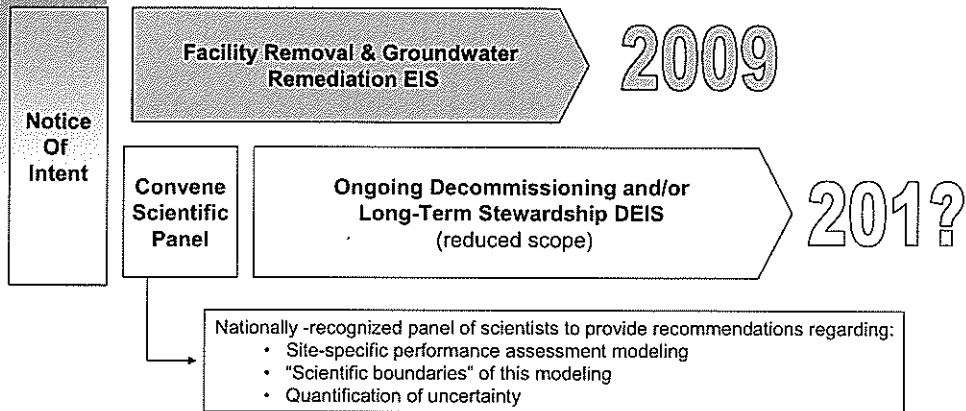 Facility Removal & Groundwater
Remediation EIS
2009
Notice
Of
Intent
Convene
Scientific
Panel
Ongoing Decommissioning and/or
Long-Term Stewardship DEIS
(reduced scope)
201?
Nationally -recognized panel of scientists to provide recommendations regarding:
• Site-specific performance assessment modeling
• "Scientific boundaries" of this modeling
• Quantification of uncertainty